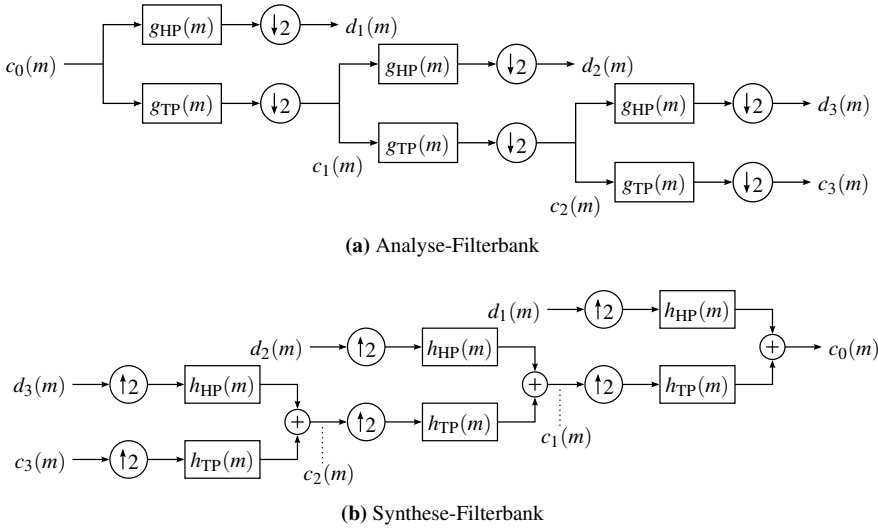 g_HP(m) ↓2 d_1(m)
c_0(m) g_HP(m) ↓2 d_2(m)
g_TP(m) ↓2 g_HP(m) ↓2 d_3(m)
c_1(m) g_TP(m) ↓2
c_2(m) g_TP(m) ↓2 c_3(m)
(a) Analyse-Filterbank
d_1(m) ↑2 h_HP(m)
d_2(m) ↑2 h_HP(m) + c_0(m)
d_3(m) ↑2 h_HP(m) + ↑2 h_TP(m)
+ ↑2 h_TP(m) c_1(m)
c_3(m) ↑2 h_TP(m) c_2(m)
(b) Synthese-Filterbank